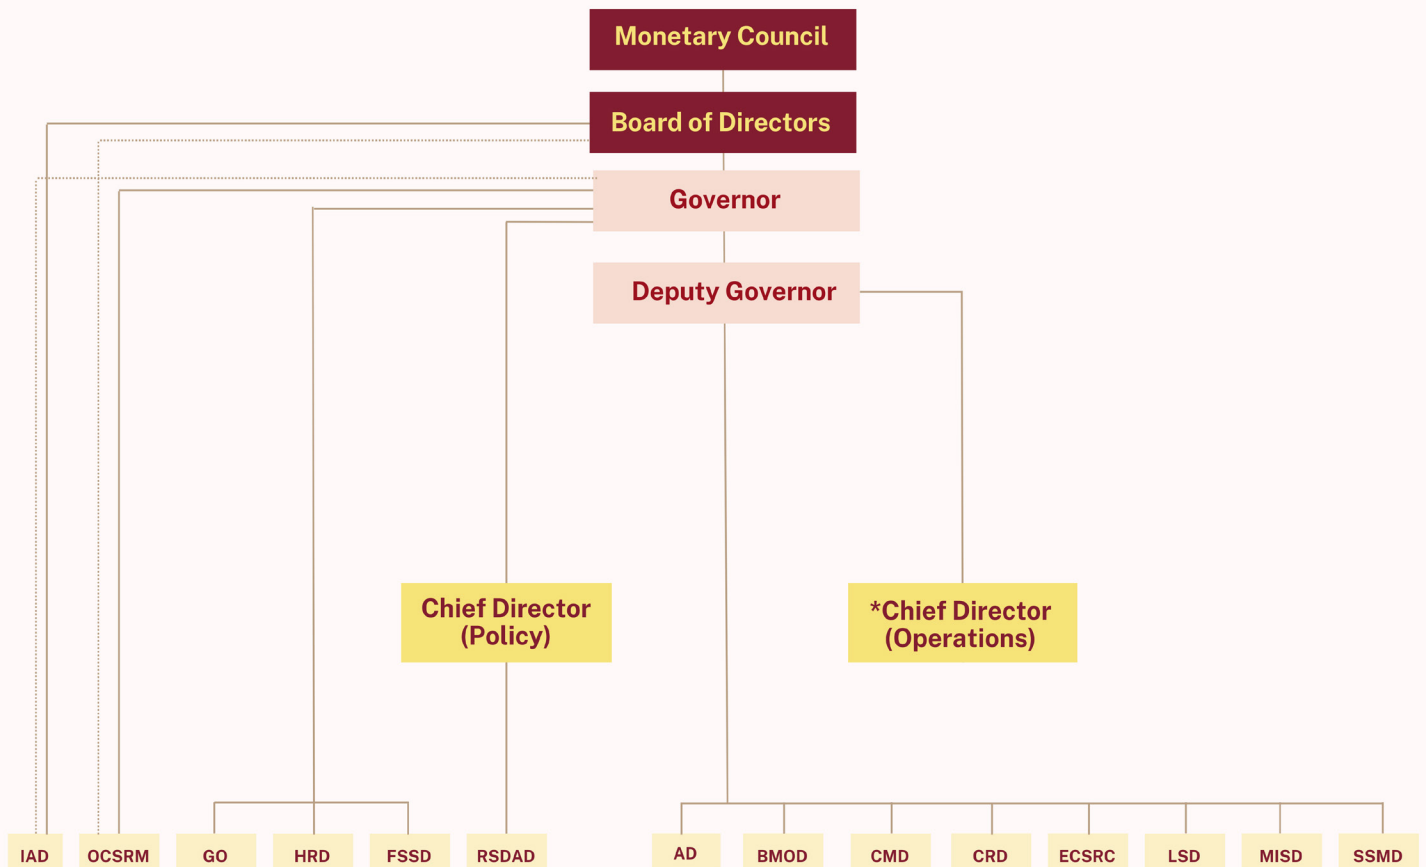 Monetary Council
Board of Directors
Governor
Deputy Governor
Chief Director
(Policy)
*Chief Director
(Operations)
IAD
OCSRM
GO
HRD
FSSD
RSDAD
AD
BMOD
CMD
CRD
ECSRC
LSD
MISD
SSMD